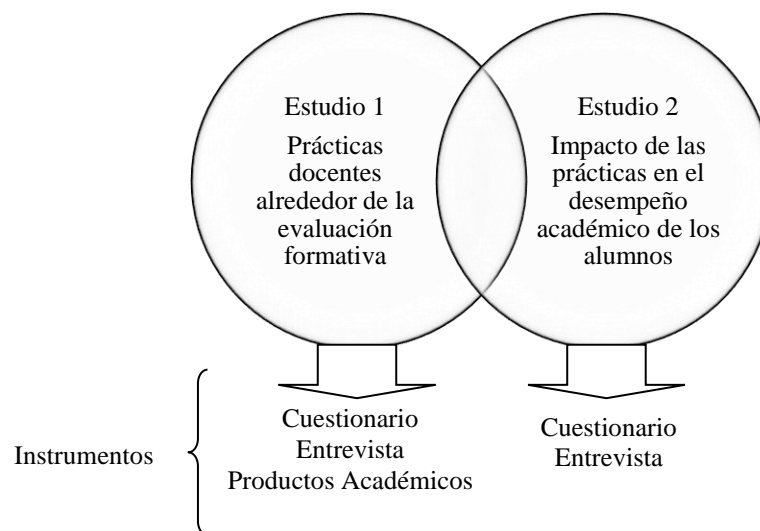 Estudio 1
Prácticas
docentes
alrededor de la
evaluación
formativa
Estudio 2
Impacto de las
prácticas en el
desempeño
académico de los
alumnos
Instrumentos
Cuestionario
Entrevista
Productos Académicos
Cuestionario
Entrevista